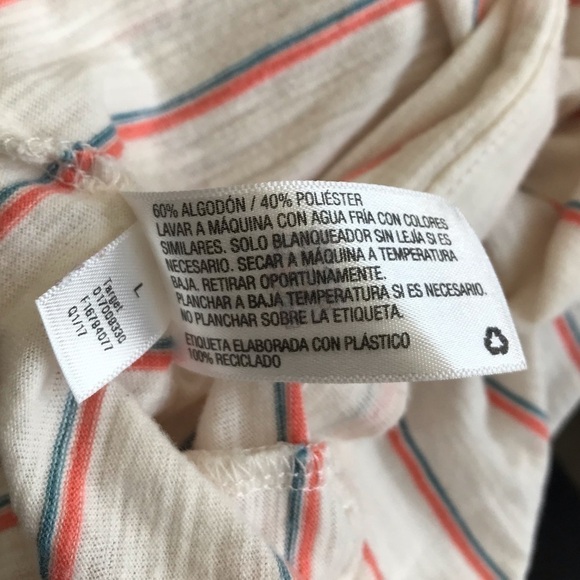 60% ALGODÓN / 40% POLIÉSTER
LAVAR A MÁQUINA CON AGUA FRÍA CON COLORES
SIMILARES. SOLO BLANQUEADOR SIN LEJÍA SI ES
NECESARIO. SECAR A MÁQUINA A TEMPERATURA
BAJA. RETIRAR OPORTUNAMENTE.
PLANCHAR A BAJA TEMPERATURA SI ES NECESARIO.
NO PLANCHAR SOBRE LA ETIQUETA.
ETIQUETA ELABORADA CON PLÁSTICO
100% RECICLADO
L
Target
F16784077
Q1/17